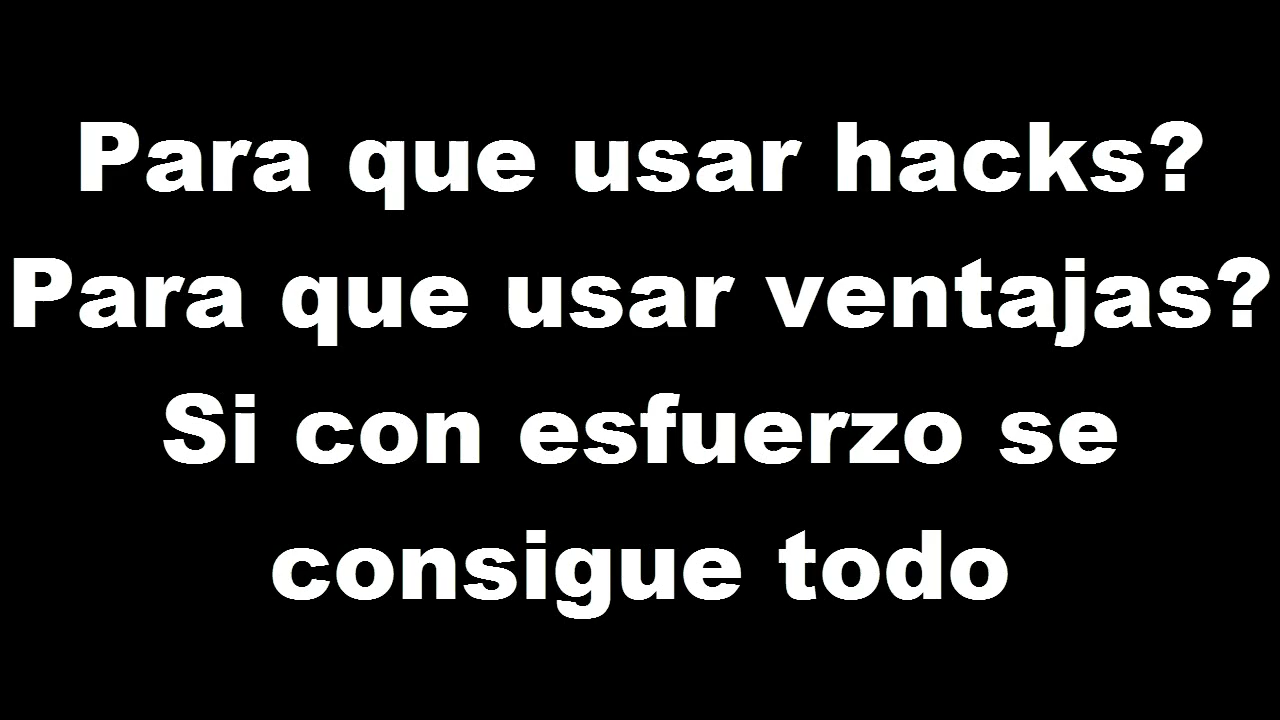 Para que usar hacks?
Para que usar ventajas?
Si con esfuerzo se
consigue todo